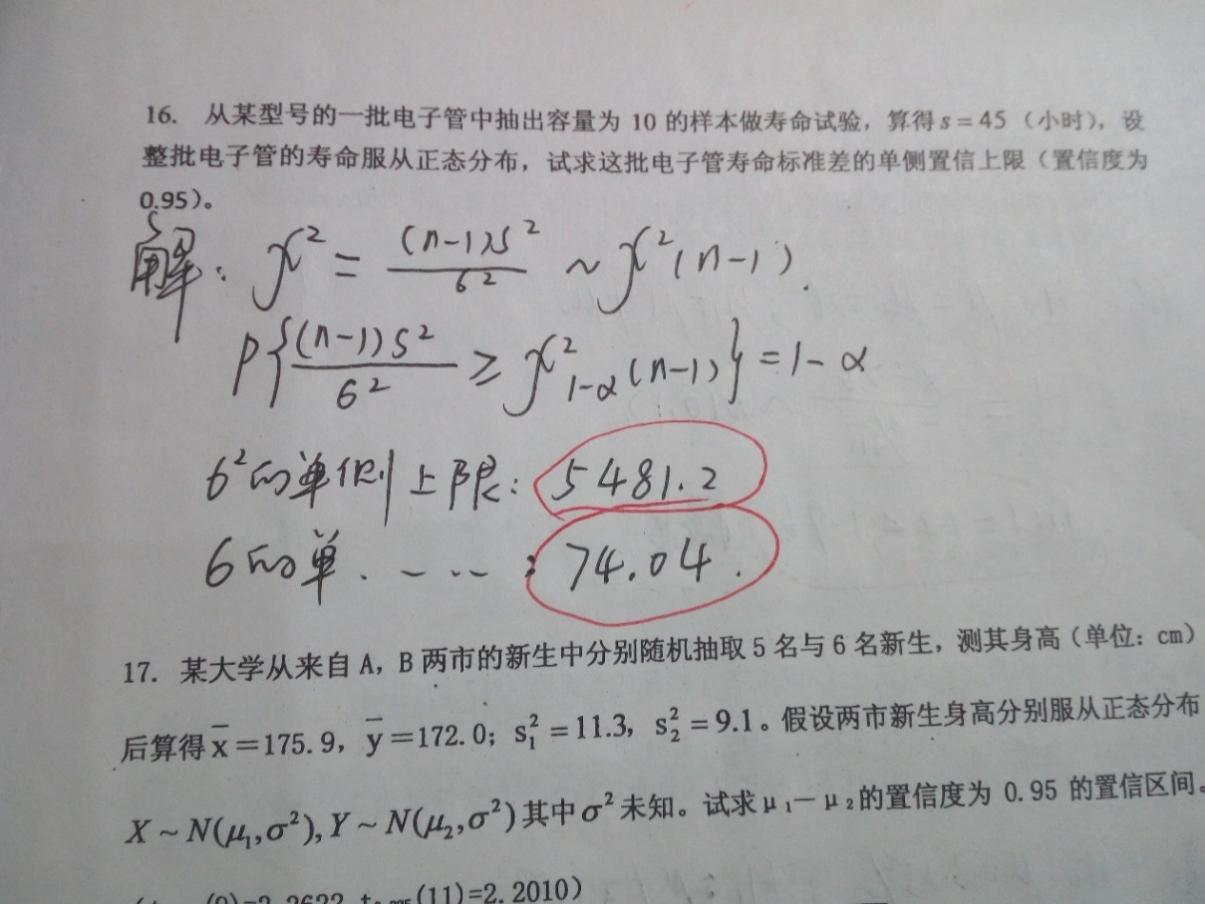 16. 从某型号的一批电子管中抽出容量为 10 的样本做寿命试验，算得 s = 45（小时），设
整批电子管的寿命服从正态分布，试求这批电子管寿命标准差的单侧置信上限（置信度为
0.95）。
解: χ² = (n-1)s²/σ² ~ χ²(n-1).
P{(n-1)S²/σ² ≥ χ²₁₋α(n-1)} = 1-α
σ²的单侧上限: 5481.2
σ的单. -- --: 74.04.
17. 某大学从来自 A，B 两市的新生中分别随机抽取 5 名与 6 名新生，测其身高（单位：cm）
后算得 x̄＝175.9，ȳ＝172.0；s₁² = 11.3, s₂² = 9.1。假设两市新生身高分别服从正态分布
X ~ N(μ₁,σ²), Y ~ N(μ₂,σ²) 其中 σ² 未知。试求 μ₁－μ₂ 的置信度为 0.95 的置信区间。
(9)=2.2622 (11)=2.2010）